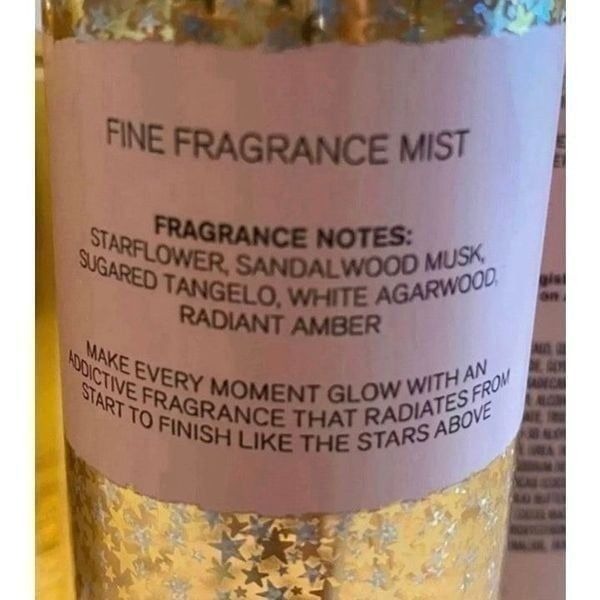 FINE FRAGRANCE MIST
FRAGRANCE NOTES:
STARFLOWER, SANDALWOOD MUSK,
SUGARED TANGELO, WHITE AGARWOOD,
RADIANT AMBER
MAKE EVERY MOMENT GLOW WITH AN
ADDICTIVE FRAGRANCE THAT RADIATES FROM
START TO FINISH LIKE THE STARS ABOVE